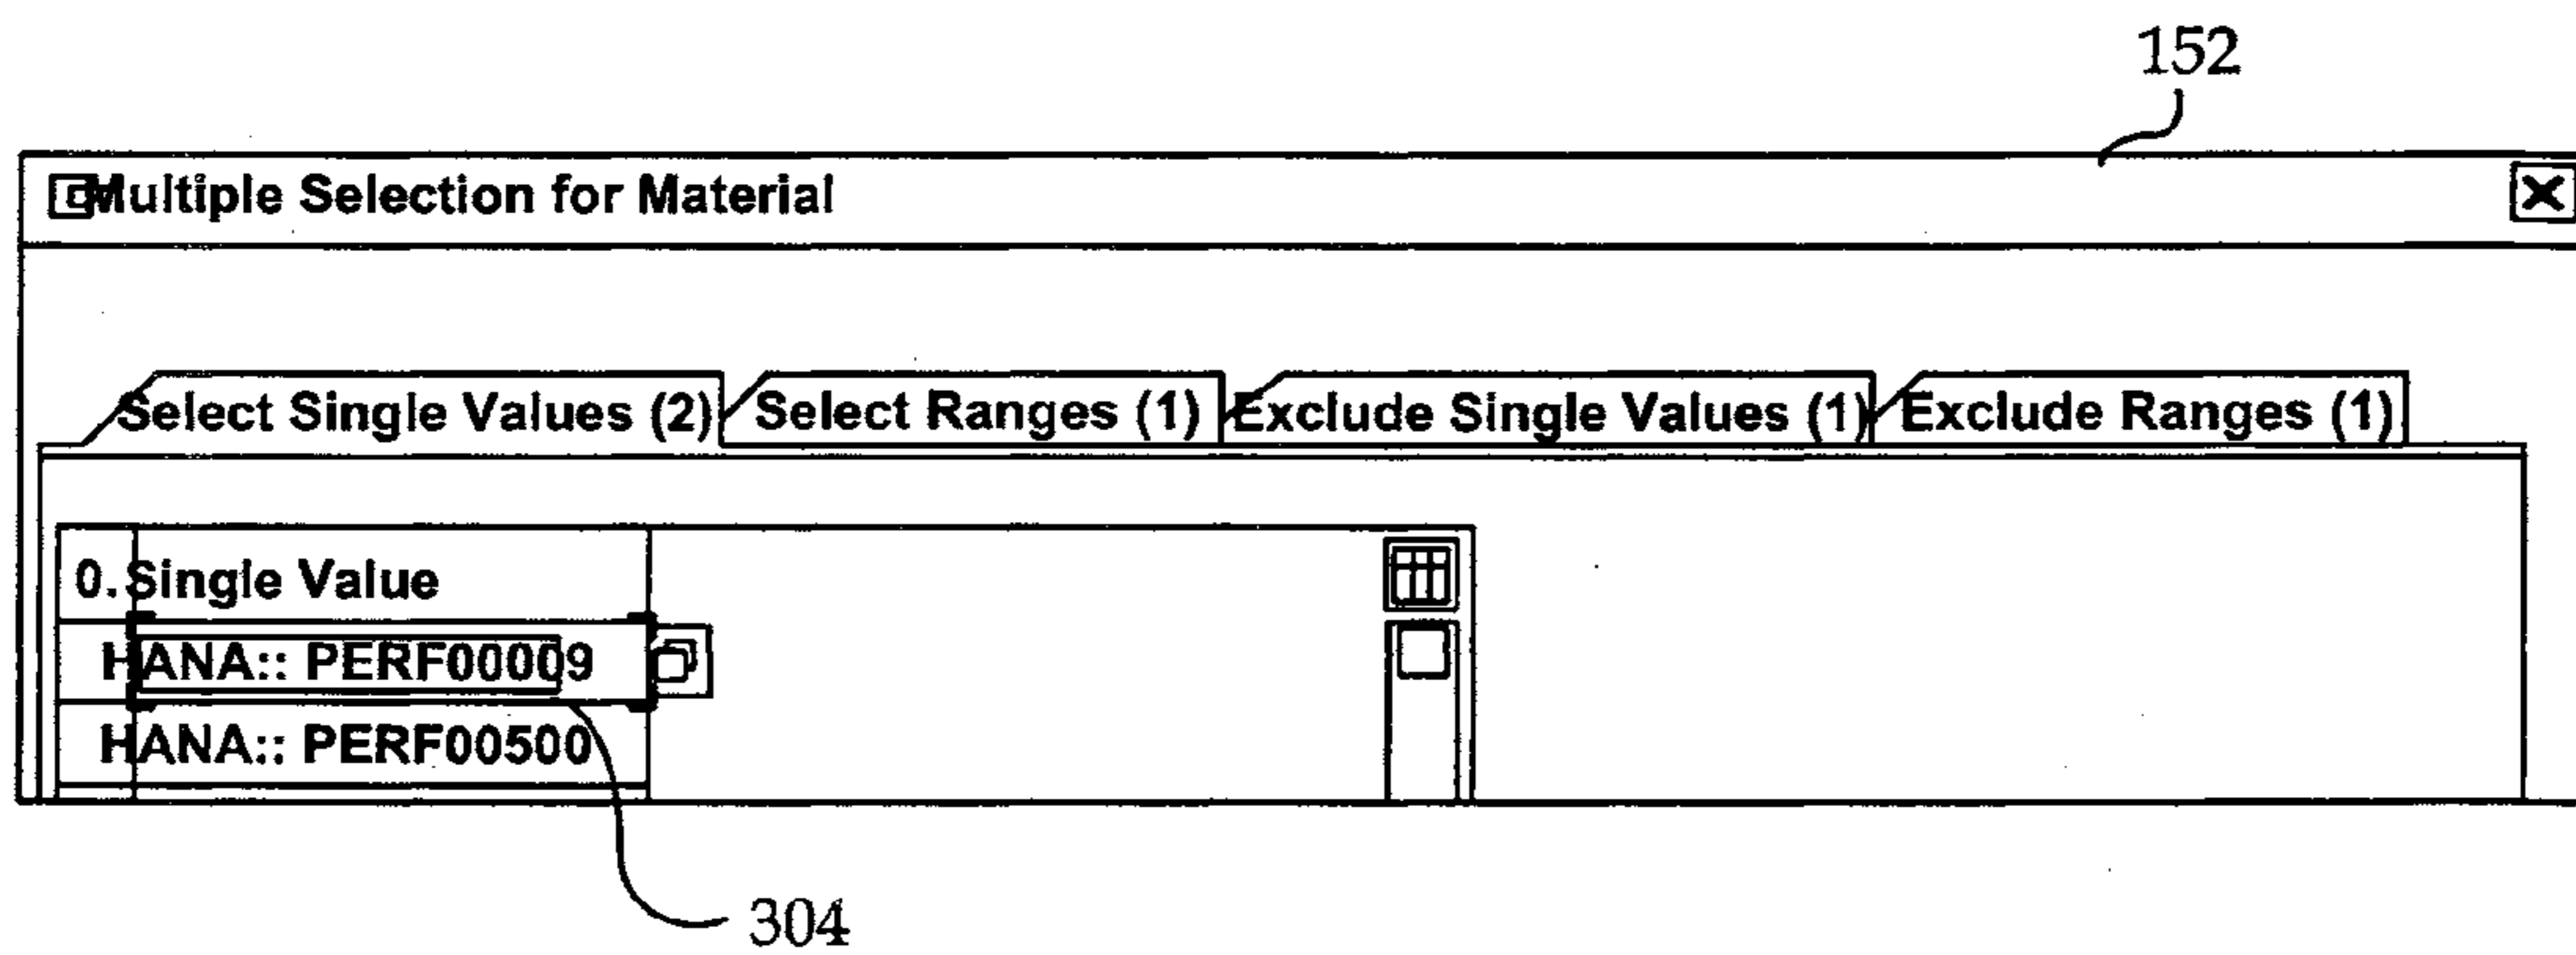 152
Multiple Selection for Material
Select Single Values (2) Select Ranges (1) Exclude Single Values (1) Exclude Ranges (1)
0. Single Value
HANA:: PERF00009
HANA:: PERF00500
304